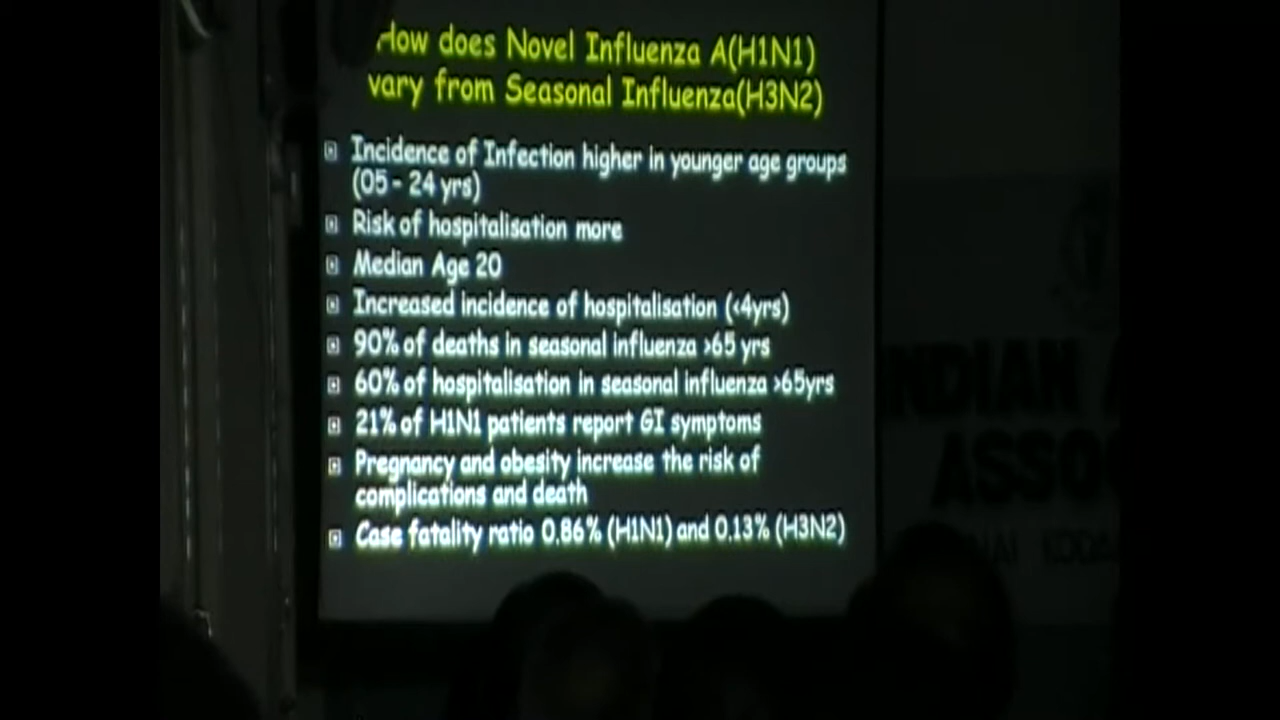 How does Novel Influenza A(H1N1)
vary from Seasonal Influenza(H3N2)
Incidence of Infection higher in younger age groups
(05 - 24 yrs)
Risk of hospitalisation more
Median Age 20
Increased incidence of hospitalisation (<4yrs)
90% of deaths in seasonal influenza >65 yrs
60% of hospitalisation in seasonal influenza >65yrs
21% of H1N1 patients report GI symptoms
Pregnancy and obesity increase the risk of
complications and death
Case fatality ratio 0.86% (H1N1) and 0.13% (H3N2)
NDIAN A
ASSO